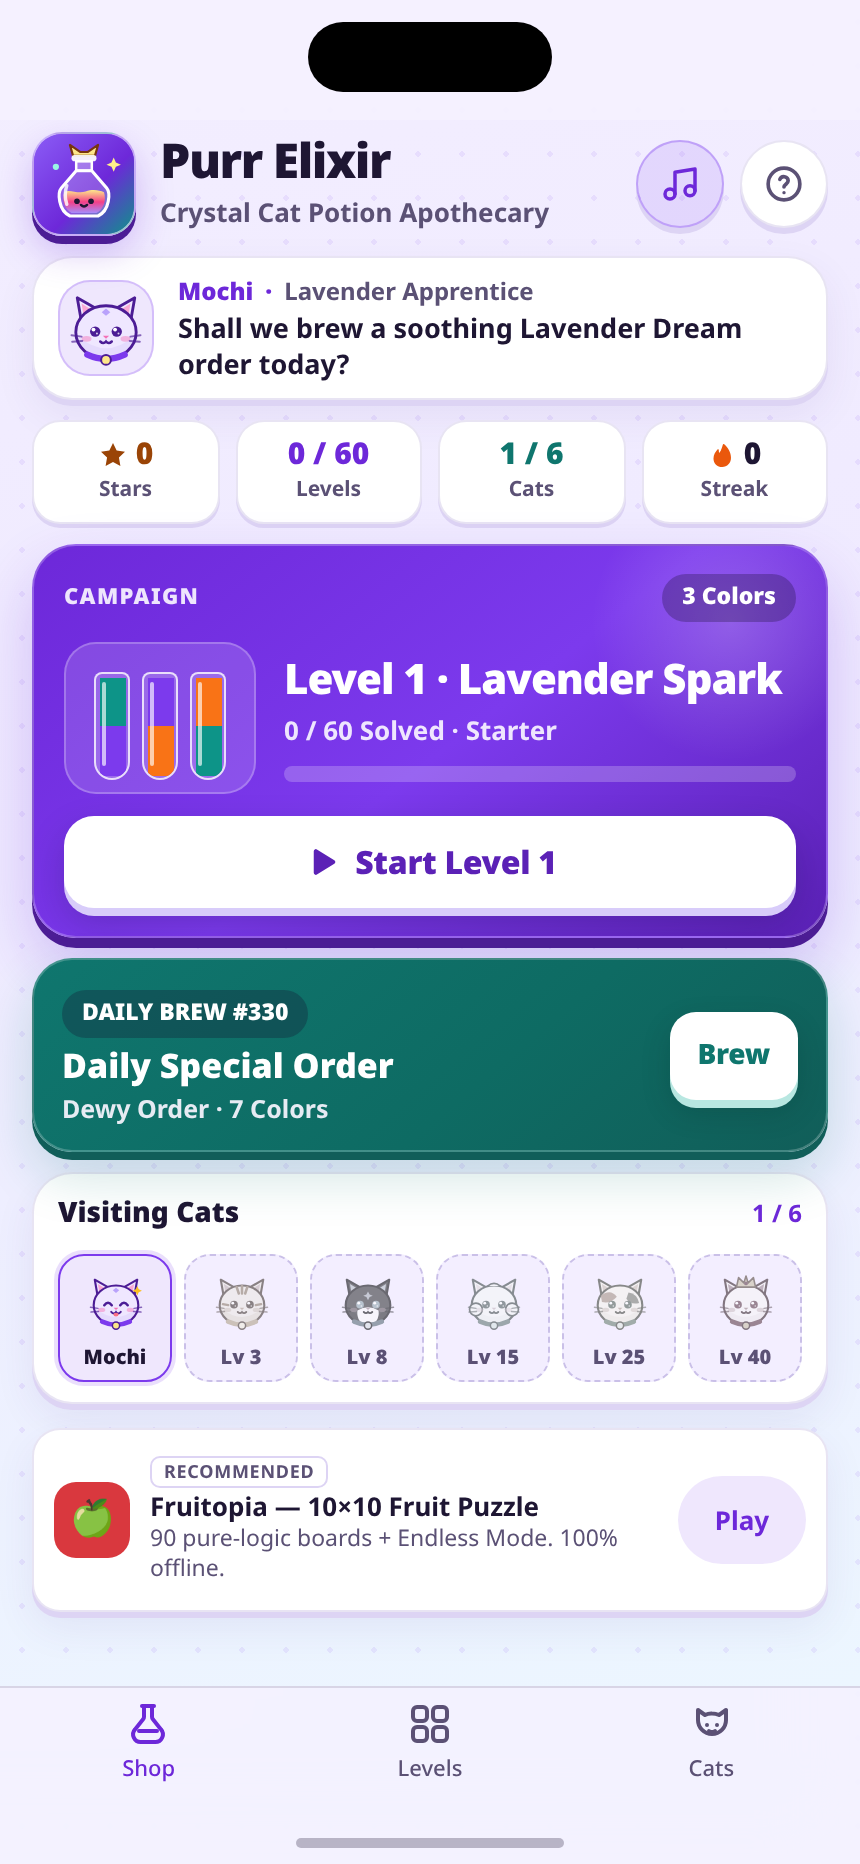 Purr Elixir
Crystal Cat Potion Apothecary
Mochi · Lavender Apprentice
Shall we brew a soothing Lavender Dream
order today?
0
Stars
0 / 60
Levels
1 / 6
Cats
0
Streak
CAMPAIGN
3 Colors
Level 1 · Lavender Spark
0 / 60 Solved · Starter
Start Level 1
DAILY BREW #330
Daily Special Order
Dewy Order · 7 Colors
Brew
Visiting Cats
1 / 6
Mochi
Lv 3
Lv 8
Lv 15
Lv 25
Lv 40
RECOMMENDED
Fruitopia — 10×10 Fruit Puzzle
90 pure-logic boards + Endless Mode. 100%
offline.
Play
Shop
Levels
Cats